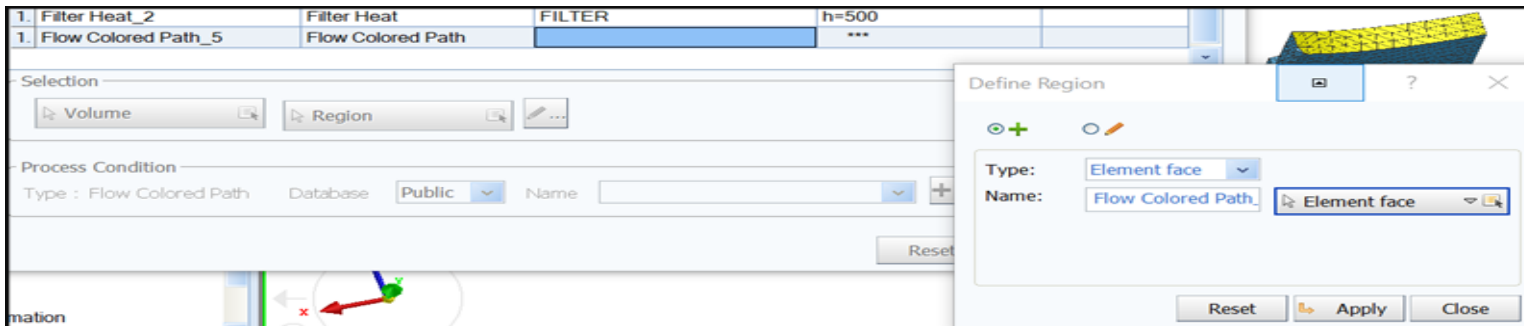 1. Filter Heat_2 Filter Heat FILTER h=500
1. Flow Colored Path_5 Flow Colored Path ***
Selection
Volume Region ...
Define Region ?
Process Condition
Type : Flow Colored Path Database Public Name
Type: Element face
Name: Flow Colored Path_ Element face
Reset
Reset Apply Close
x Y
mation